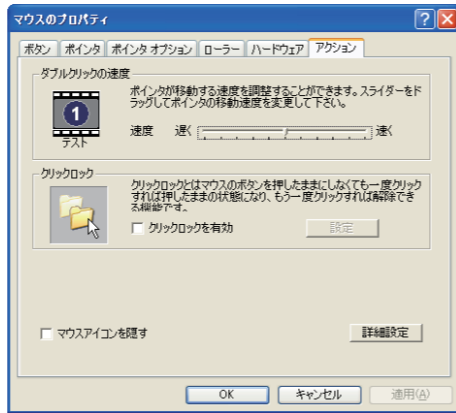 マウスのプロパティ
ボタン ポインタ ポインタ オプション ローラー ハードウェア アクション
ダブルクリックの速度
ポインタが移動する速度を調整することができます。スライダーをド
ラッグしてポインタの移動速度を変更して下さい。
1
テスト
速度 遅く 速く
クリックロック
クリックロックとはマウスのボタンを押したままにしなくても一度クリック
すれば押したままの状態になり、もう一度クリックすれば解除でき
る機能です。
クリックロックを有効 設定
マウスアイコンを隠す 詳細設定
OK キャンセル 適用(A)